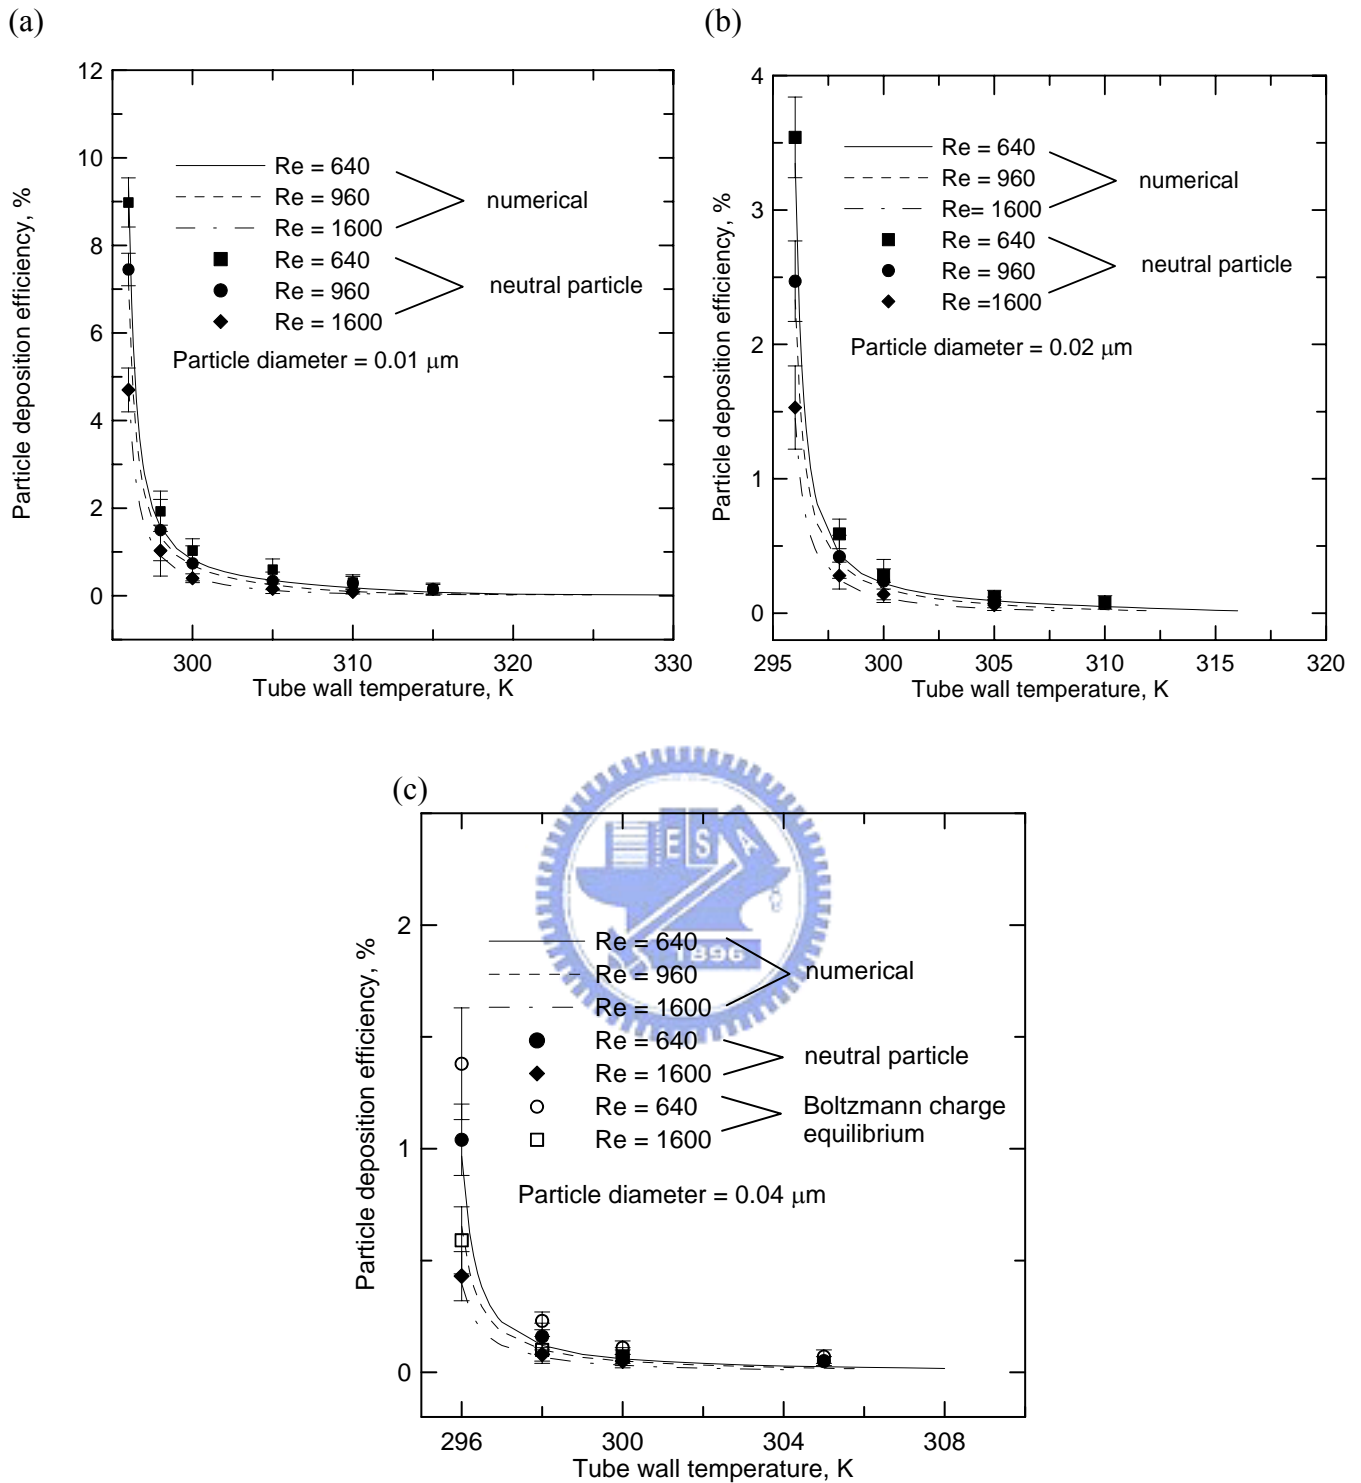 (a)
12
10
8
6
4
2
0
Particle deposition efficiency, %
Re = 640
Re = 960
Re = 1600
numerical
Re = 640
Re = 960
Re = 1600
neutral particle
Particle diameter = 0.01 μm
300
310
320
330
Tube wall temperature, K
(b)
4
3
2
1
0
Particle deposition efficiency, %
Re = 640
Re = 960
Re= 1600
numerical
Re = 640
Re = 960
Re =1600
neutral particle
Particle diameter = 0.02 μm
295
300
305
310
315
320
Tube wall temperature, K
(c)
2
1
0
Particle deposition efficiency, %
E S A
1896
Re = 640
Re = 960
Re = 1600
numerical
Re = 640
Re = 1600
neutral particle
Re = 640
Re = 1600
Boltzmann charge
equilibrium
Particle diameter = 0.04 μm
296
300
304
308
Tube wall temperature, K